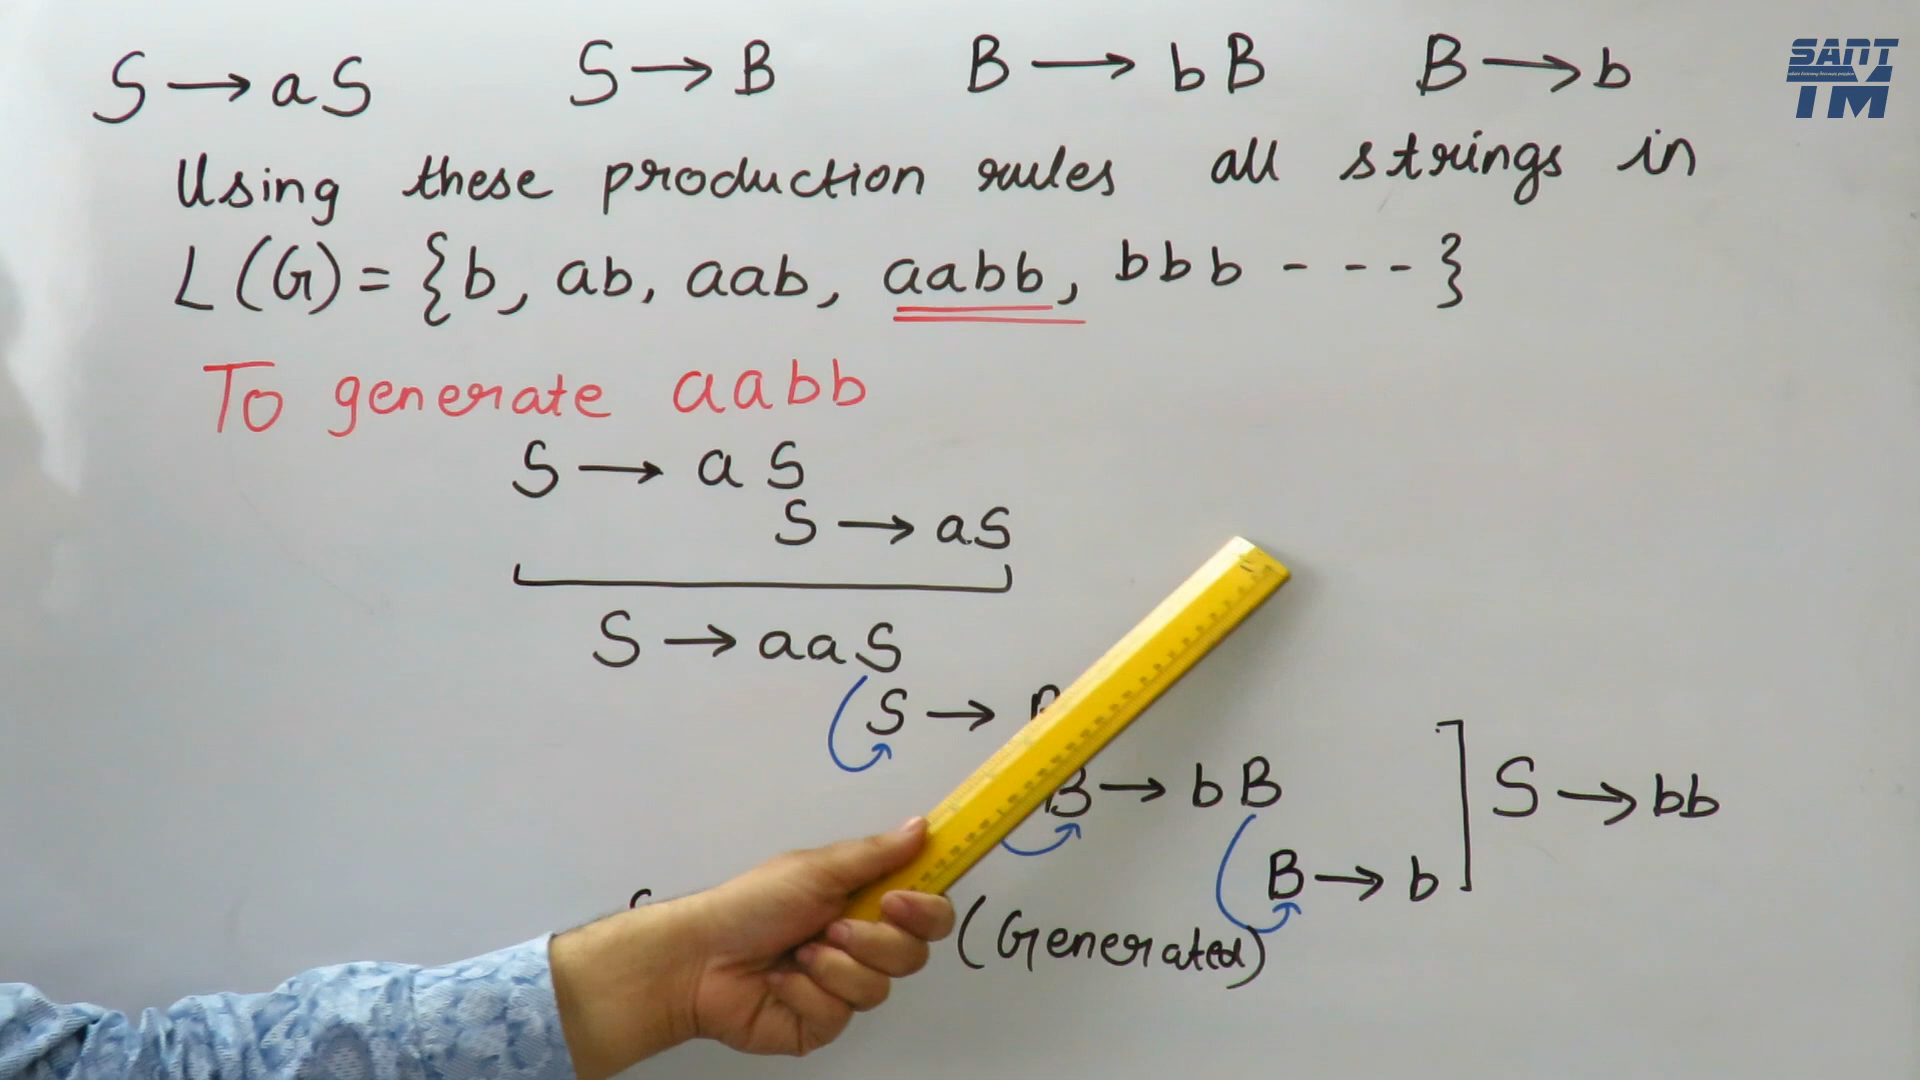 S → aS S → B B → bB B → b
SANT
TM
Using these production rules all strings in
L(G) = {b, ab, aab, aabb, bbb - - - -}
To generate aabb
S → a S
S → aS
S → aaS
S →
B → bB
S → bb
B → b
(Generated)